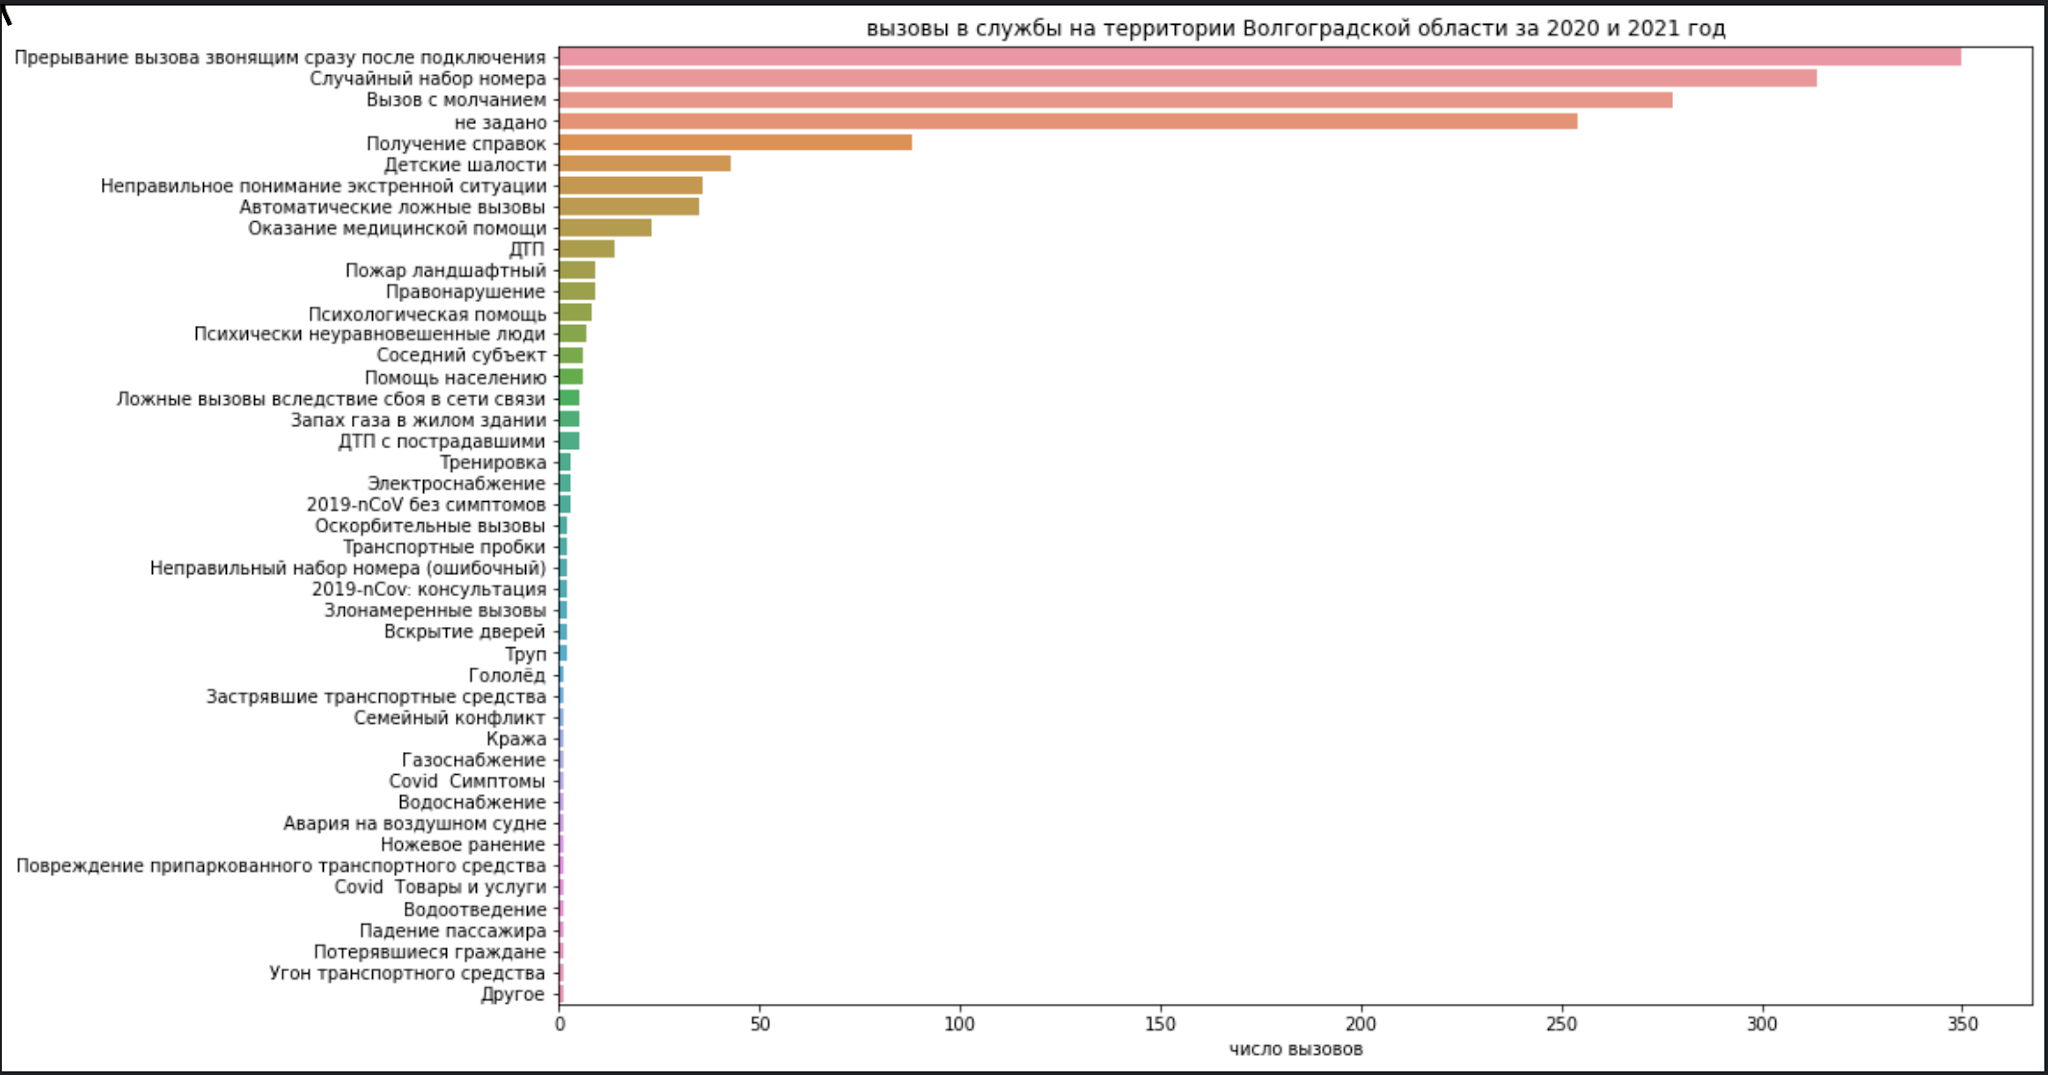 вызовы в службы на территории Волгоградской области за 2020 и 2021 год
Прерывание вызова звонящим сразу после подключения
Случайный набор номера
Вызов с молчанием
не задано
Получение справок
Детские шалости
Неправильное понимание экстренной ситуации
Автоматические ложные вызовы
Оказание медицинской помощи
ДТП
Пожар ландшафтный
Правонарушение
Психологическая помощь
Психически неуравновешенные люди
Соседний субъект
Помощь населению
Ложные вызовы вследствие сбоя в сети связи
Запах газа в жилом здании
ДТП с пострадавшими
Тренировка
Электроснабжение
2019-nCoV без симптомов
Оскорбительные вызовы
Транспортные пробки
Неправильный набор номера (ошибочный)
2019-nCov: консультация
Злонамеренные вызовы
Вскрытие дверей
Труп
Гололёд
Застрявшие транспортные средства
Семейный конфликт
Кража
Газоснабжение
Covid  Симптомы
Водоснабжение
Авария на воздушном судне
Ножевое ранение
Повреждение припаркованного транспортного средства
Covid  Товары и услуги
Водоотведение
Падение пассажира
Потерявшиеся граждане
Угон транспортного средства
Другое
0 50 100 150 200 250 300 350
число вызовов